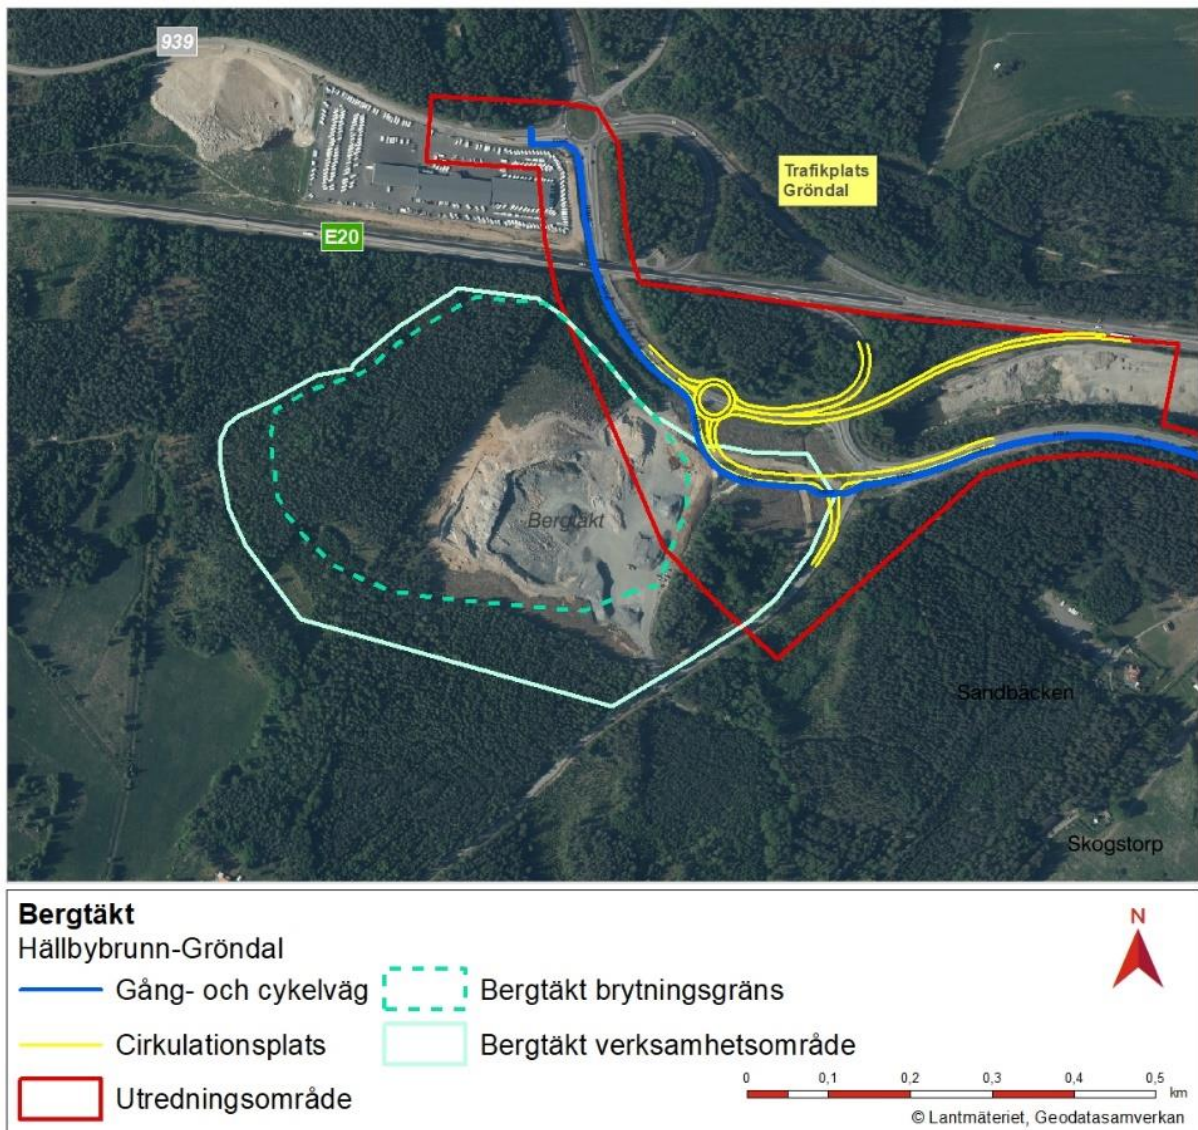 939
Trafikplats
Gröndal
E20
Bergtäkt
Sandbäcken
Skogstorp
Bergtäkt
Hällbybrunn-Gröndal
Gång- och cykelväg
Bergtäkt brytningsgräns
Cirkulationsplats
Bergtäkt verksamhetsområde
Utredningsområde
N
0 0,1 0,2 0,3 0,4 0,5
km
© Lantmäteriet, Geodatasamverkan